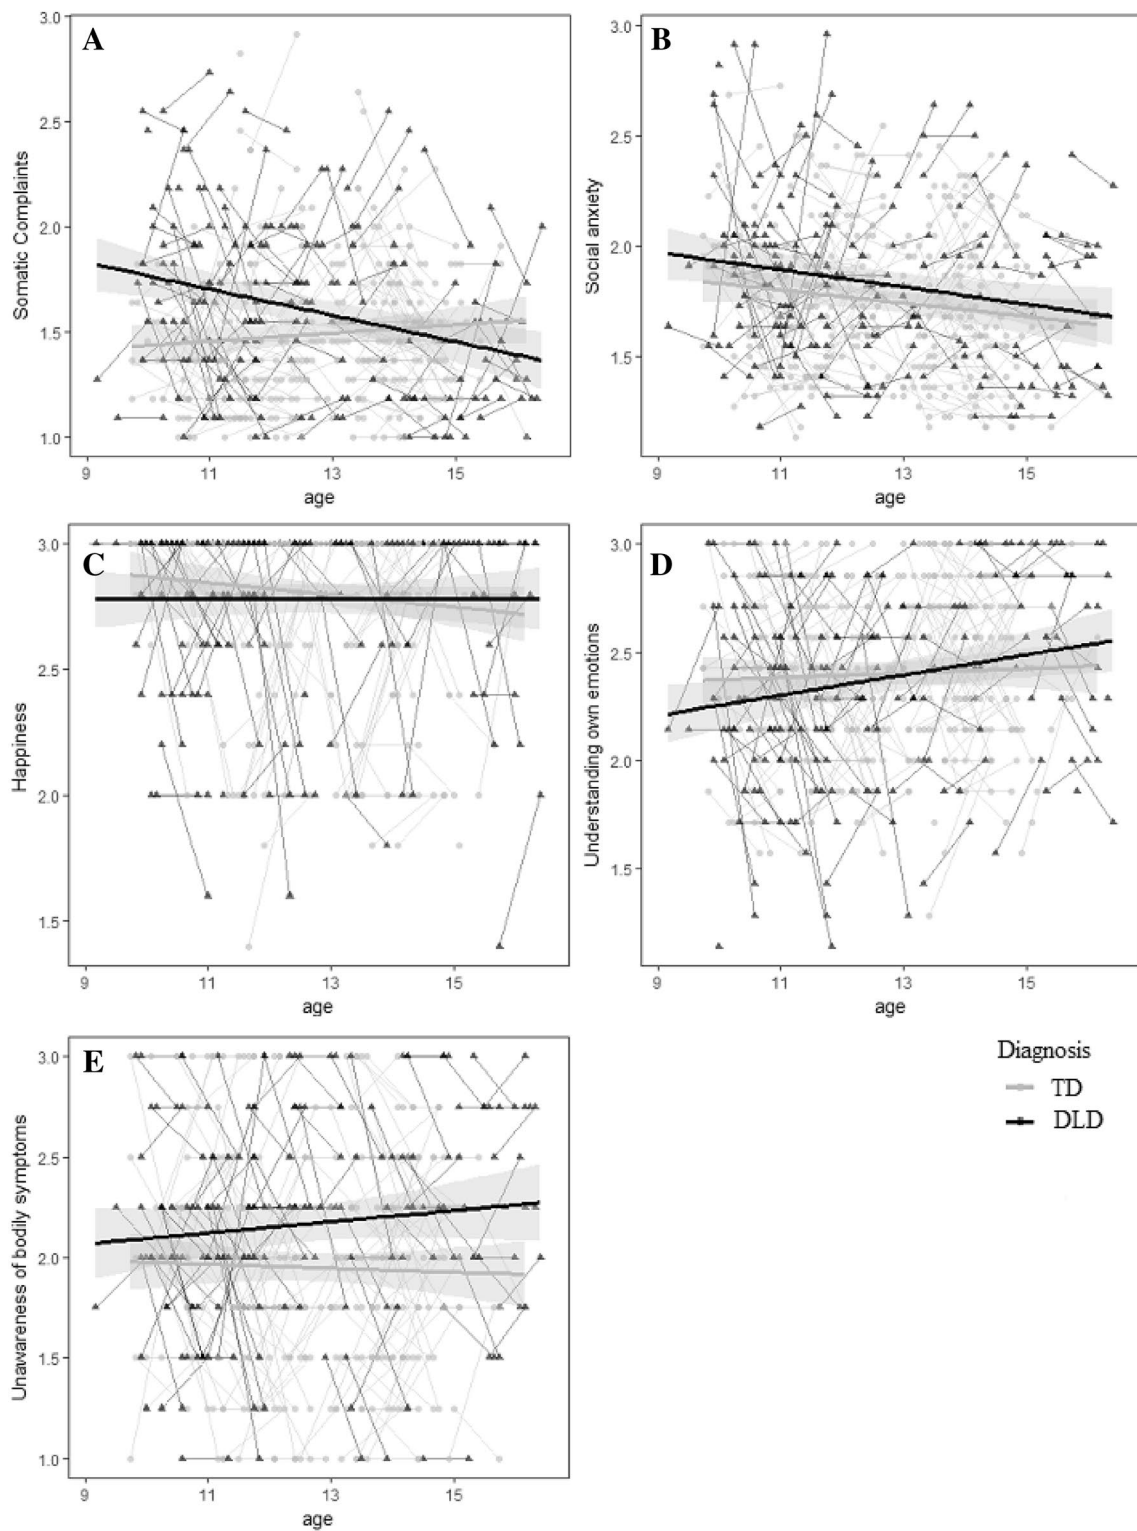 A
Somatic Complaints
3.0
2.5
2.0
1.5
1.0
9 11 13 15
age
B
Social anxiety
3.0
2.5
2.0
1.5
9 11 13 15
age
C
Happiness
3.0
2.5
2.0
1.5
9 11 13 15
age
D
Understanding own emotions
3.0
2.5
2.0
1.5
9 11 13 15
age
E
Unawareness of bodily symptoms
3.0
2.5
2.0
1.5
1.0
9 11 13 15
age
Diagnosis
TD
DLD